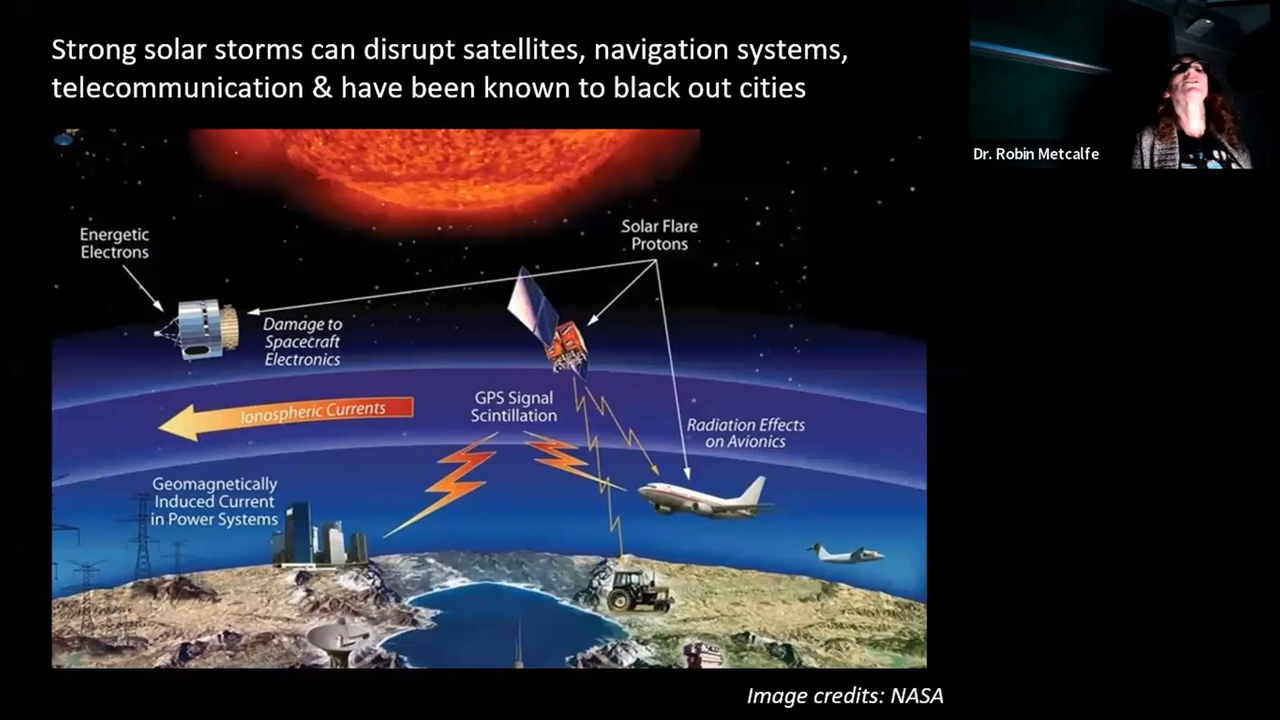 Strong solar storms can disrupt satellites, navigation systems,
telecommunication & have been known to black out cities
Dr. Robin Metcalfe
Energetic
Electrons
Solar Flare
Protons
Damage to
Spacecraft
Electronics
Ionospheric Currents
GPS Signal
Scintillation
Radiation Effects
on Avionics
Geomagnetically
Induced Current
in Power Systems
Image credits: NASA